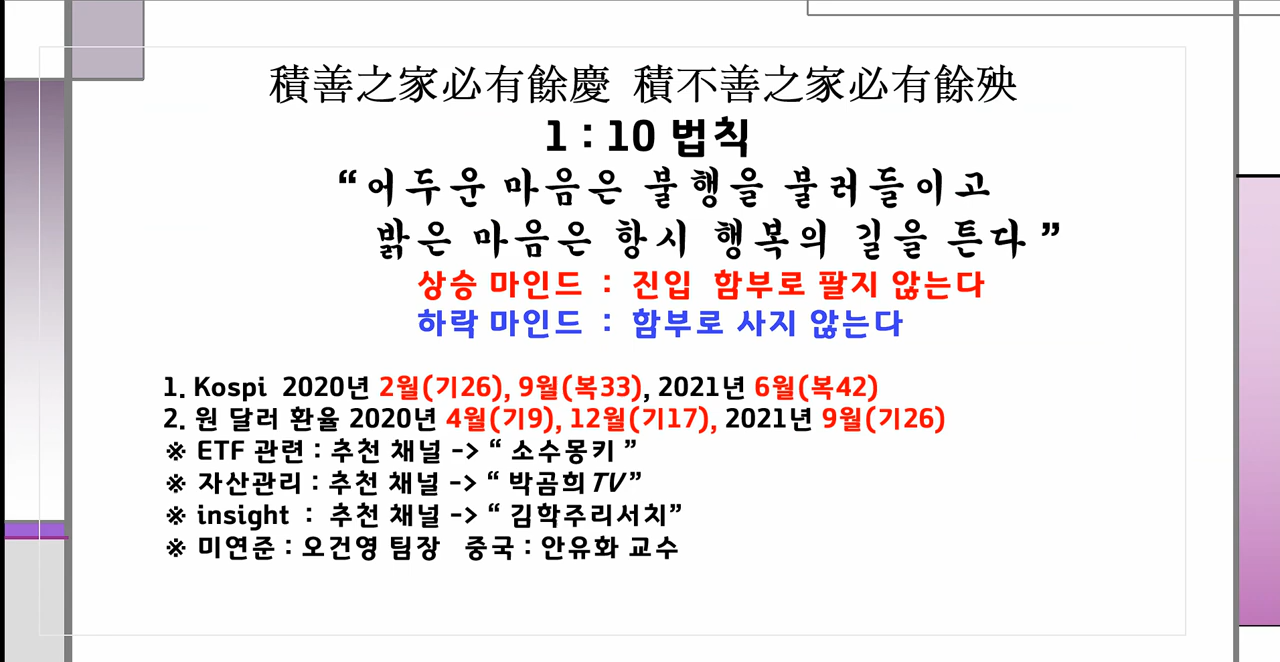 積善之家必有餘慶 積不善之家必有餘殃
1 : 10 법칙
“어두운 마음은 불행을 불러들이고
밝은 마음은 항시 행복의 길을 튼다”
상승 마인드 : 진입 함부로 팔지 않는다
하락 마인드 : 함부로 사지 않는다
1. Kospi 2020년 2월(기26), 9월(복33), 2021년 6월(복42)
2. 원 달러 환율 2020년 4월(기9), 12월(기17), 2021년 9월(기26)
※ ETF 관련 : 추천 채널 -> “ 소수몽키 ”
※ 자산관리 : 추천 채널 -> “ 박곰희 TV”
※ insight : 추천 채널 -> “ 김학주리서치”
※ 미연준 : 오건영 팀장 중국 : 안유화 교수